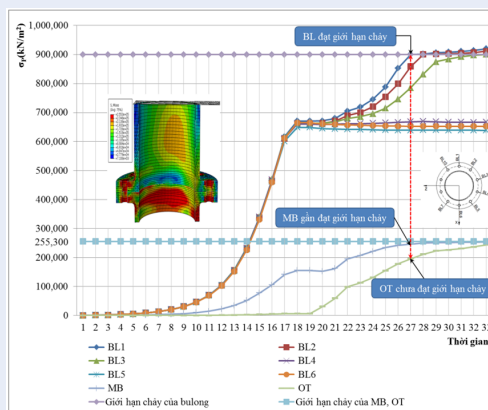 σᵧ(kN/m²)
1,000,000
900,000
800,000
700,000
600,000
500,000
400,000
300,000
255,300
200,000
100,000
0
BL đạt giới hạn chảy
MB gần đạt giới hạn chảy
OT chưa đạt giới hạn chảy
1 2 3 4 5 6 7 8 9 10 11 12 13 14 15 16 17 18 19 20 21 22 23 24 25 26 27 28 29 30 31 32 33
Thời gian
BL1 BL2
BL3 BL4
BL5 BL6
MB OT
Giới hạn chảy của bulong Giới hạn chảy của MB, OT